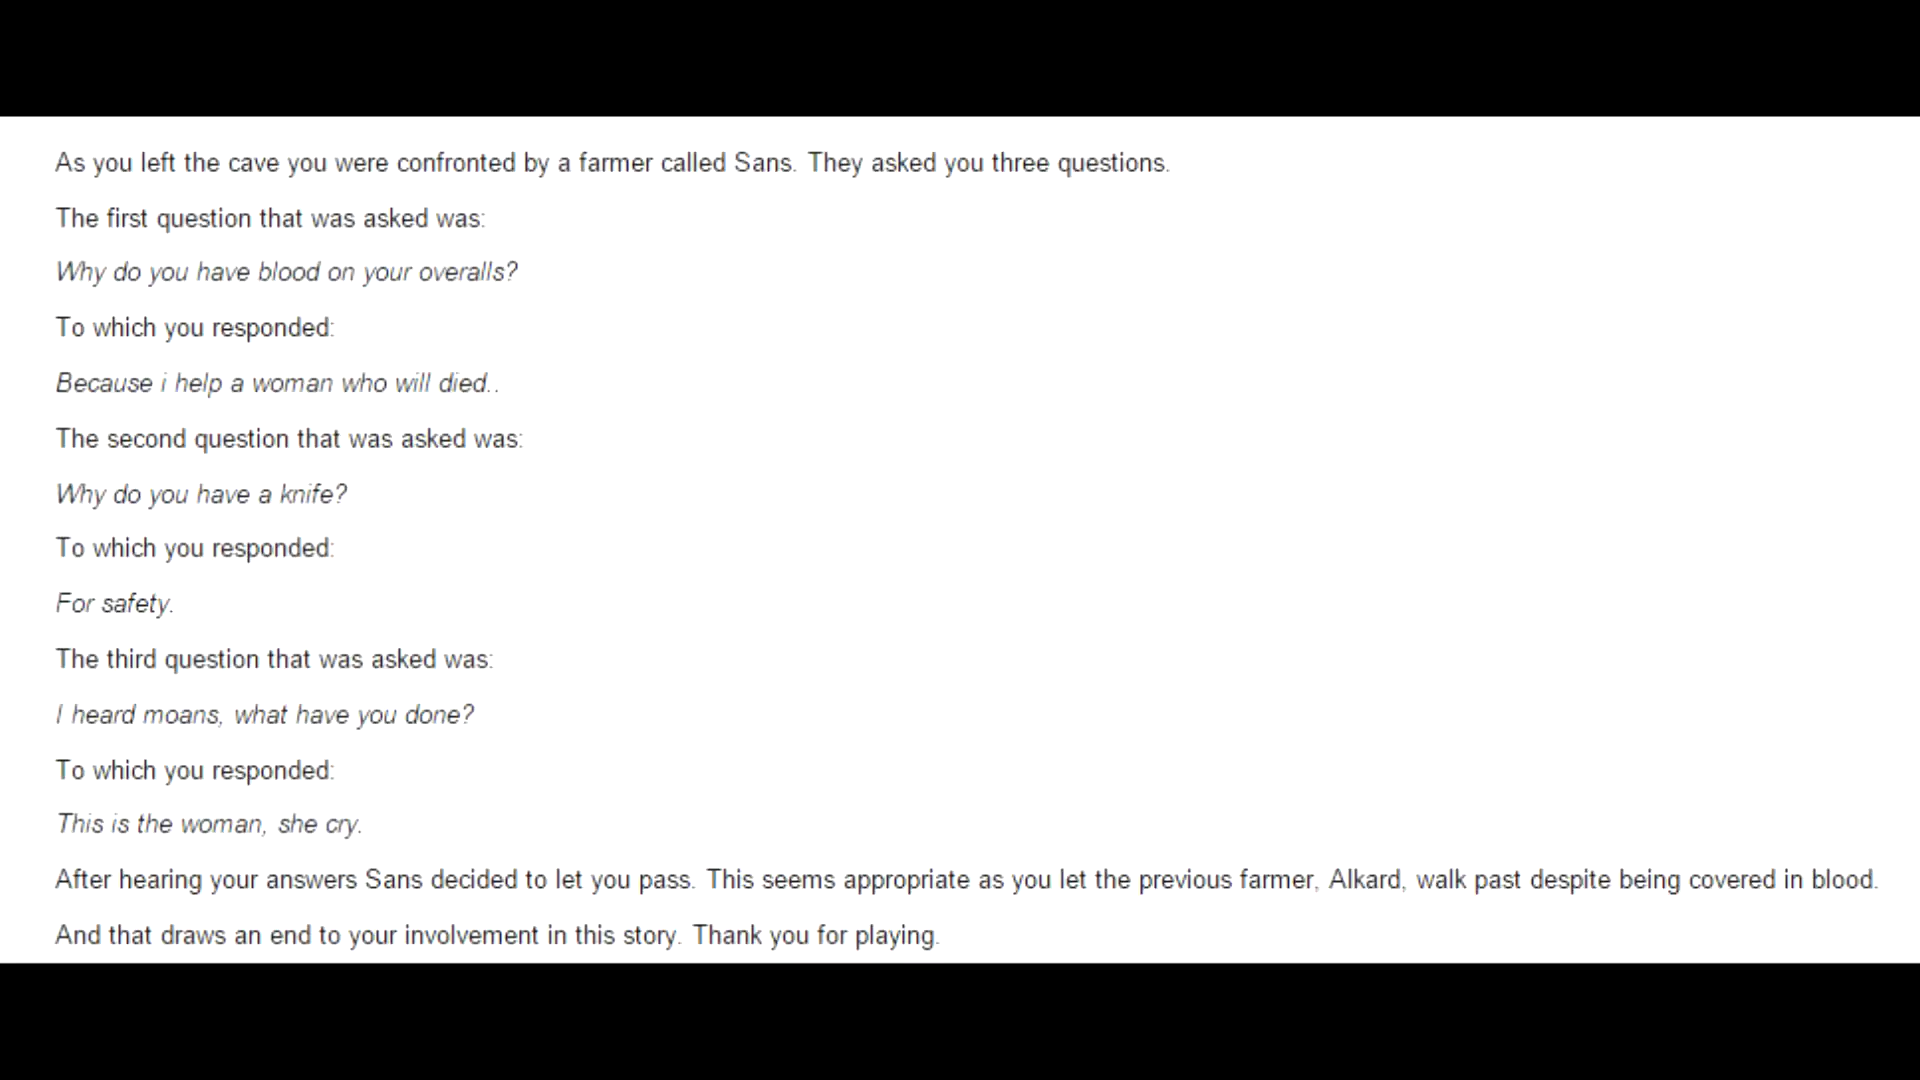 As you left the cave you were confronted by a farmer called Sans. They asked you three questions.
The first question that was asked was:
Why do you have blood on your overalls?
To which you responded:
Because i help a woman who will died..
The second question that was asked was:
Why do you have a knife?
To which you responded:
For safety.
The third question that was asked was:
I heard moans, what have you done?
To which you responded:
This is the woman, she cry.
After hearing your answers Sans decided to let you pass. This seems appropriate as you let the previous farmer, Alkard, walk past despite being covered in blood.
And that draws an end to your involvement in this story. Thank you for playing.